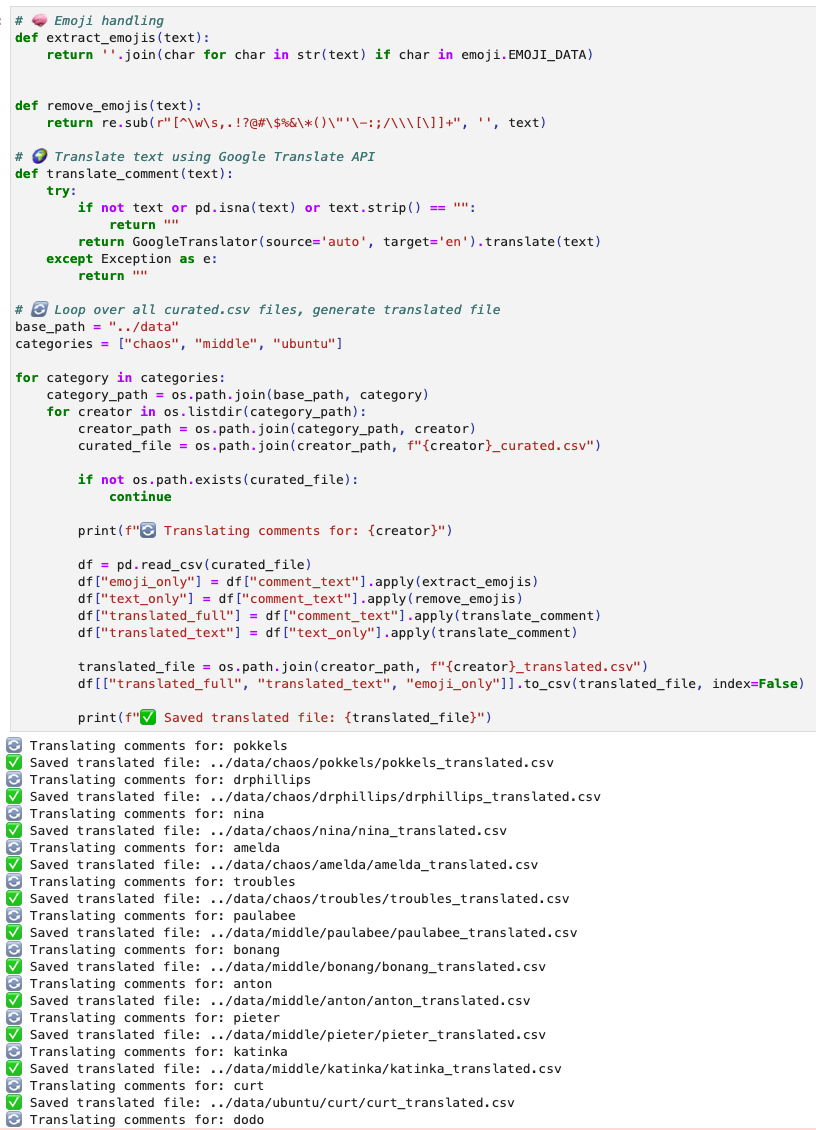 # 🧠 Emoji handling
def extract_emojis(text):
    return ''.join(char for char in str(text) if char in emoji.EMOJI_DATA)
def remove_emojis(text):
    return re.sub(r"[^\w\s,.!?@#\$%&\*()\"'\-:;/\\\[\]]+", '', text)
# 🌍 Translate text using Google Translate API
def translate_comment(text):
    try:
        if not text or pd.isna(text) or text.strip() == "":
            return ""
        return GoogleTranslator(source='auto', target='en').translate(text)
    except Exception as e:
        return ""
# 🔄 Loop over all curated.csv files, generate translated file
base_path = "../data"
categories = ["chaos", "middle", "ubuntu"]
for category in categories:
    category_path = os.path.join(base_path, category)
    for creator in os.listdir(category_path):
        creator_path = os.path.join(category_path, creator)
        curated_file = os.path.join(creator_path, f"{creator}_curated.csv")
        if not os.path.exists(curated_file):
            continue
        print(f"🔄 Translating comments for: {creator}")
        df = pd.read_csv(curated_file)
        df["emoji_only"] = df["comment_text"].apply(extract_emojis)
        df["text_only"] = df["comment_text"].apply(remove_emojis)
        df["translated_full"] = df["comment_text"].apply(translate_comment)
        df["translated_text"] = df["text_only"].apply(translate_comment)
        translated_file = os.path.join(creator_path, f"{creator}_translated.csv")
        df[["translated_full", "translated_text", "emoji_only"]].to_csv(translated_file, index=False)
        print(f"✅ Saved translated file: {translated_file}")
🔄 Translating comments for: pokkels
✅ Saved translated file: ../data/chaos/pokkels/pokkels_translated.csv
🔄 Translating comments for: drphillips
✅ Saved translated file: ../data/chaos/drphillips/drphillips_translated.csv
🔄 Translating comments for: nina
✅ Saved translated file: ../data/chaos/nina/nina_translated.csv
🔄 Translating comments for: amelda
✅ Saved translated file: ../data/chaos/amelda/amelda_translated.csv
🔄 Translating comments for: troubles
✅ Saved translated file: ../data/chaos/troubles/troubles_translated.csv
🔄 Translating comments for: paulabee
✅ Saved translated file: ../data/middle/paulabee/paulabee_translated.csv
🔄 Translating comments for: bonang
✅ Saved translated file: ../data/middle/bonang/bonang_translated.csv
🔄 Translating comments for: anton
✅ Saved translated file: ../data/middle/anton/anton_translated.csv
🔄 Translating comments for: pieter
✅ Saved translated file: ../data/middle/pieter/pieter_translated.csv
🔄 Translating comments for: katinka
✅ Saved translated file: ../data/middle/katinka/katinka_translated.csv
🔄 Translating comments for: curt
✅ Saved translated file: ../data/ubuntu/curt/curt_translated.csv
🔄 Translating comments for: dodo